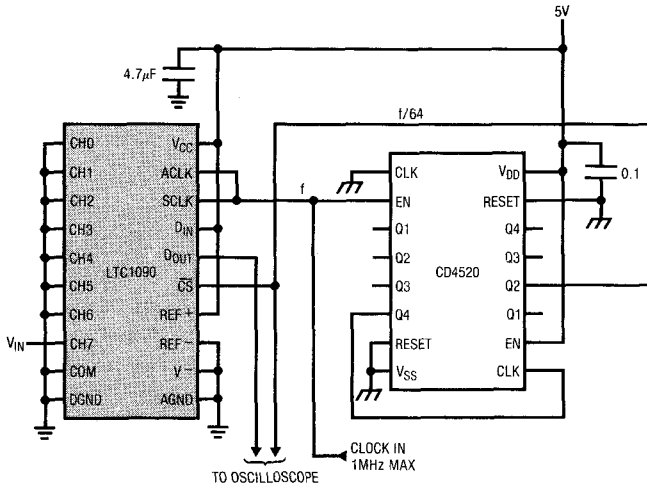 5V
4.7μF
f/64
CH0
CH1
CH2
CH3
CH4
CH5
CH6
CH7
COM
DGND
LTC1090
VCC
ACLK
SCLK
DIN
DOUT
CS
REF+
REF−
V−
AGND
VIN
f
CLK
EN
Q1
Q2
Q3
Q4
RESET
VSS
CD4520
VDD
RESET
Q4
Q3
Q2
Q1
EN
CLK
0.1
TO OSCILLOSCOPE
CLOCK IN
1MHz MAX